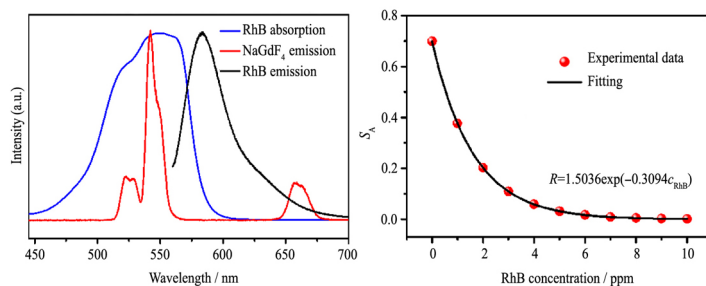 RhB absorption
NaGdF₄ emission
RhB emission
Intensity (a.u.)
450 500 550 600 650 700
Wavelength / nm
0.8
0.6
0.4
0.2
0.0
S_A
Experimental data
Fitting
R=1.5036exp(−0.3094c_RhB)
0 2 4 6 8 10
RhB concentration / ppm